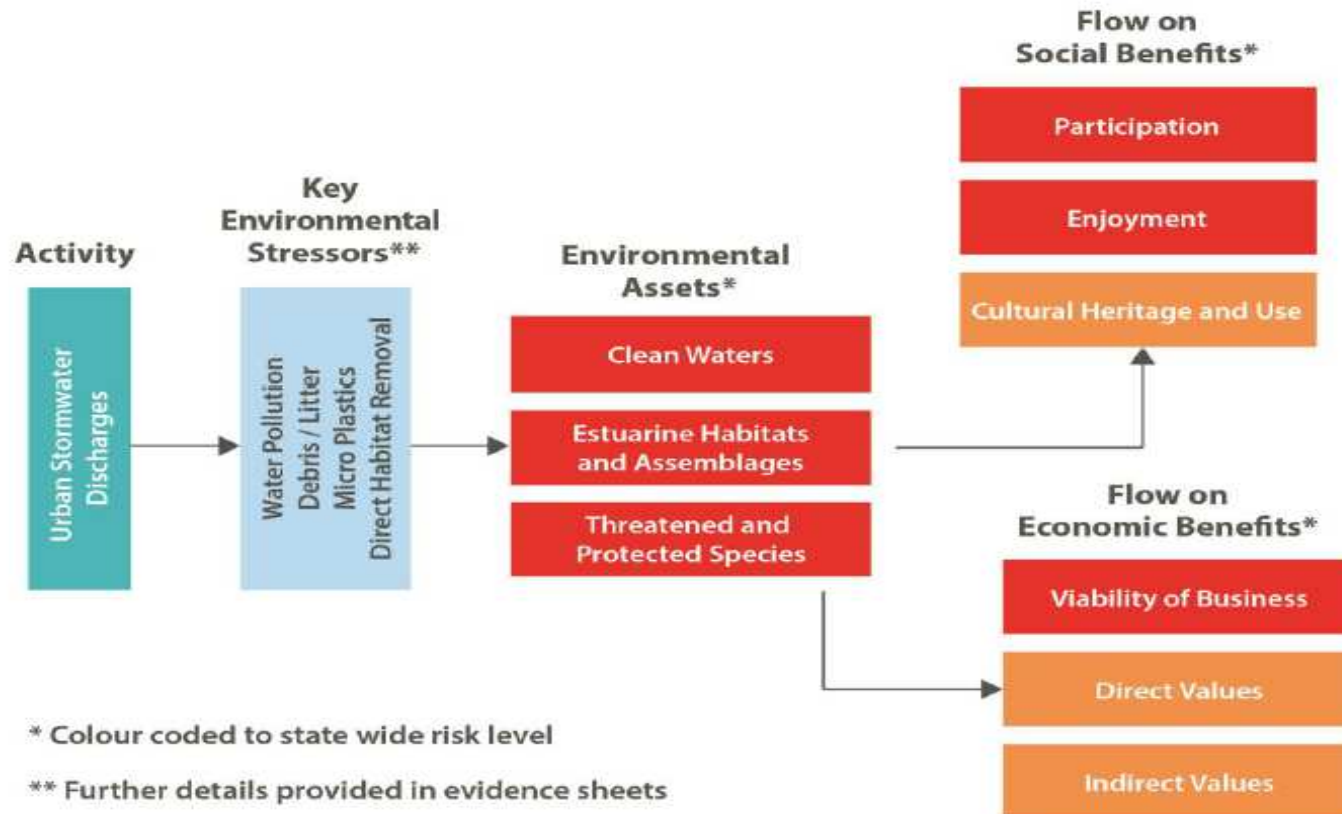 Activity
Urban Stormwater
Discharges
Key
Environmental
Stressors**
Water Pollution
Debris / Litter
Micro Plastics
Direct Habitat Removal
Environmental
Assets*
Clean Waters
Estuarine Habitats
and Assemblages
Threatened and
Protected Species
Flow on
Social Benefits*
Participation
Enjoyment
Cultural Heritage and Use
Flow on
Economic Benefits*
Viability of Business
Direct Values
Indirect Values
* Colour coded to state wide risk level
** Further details provided in evidence sheets